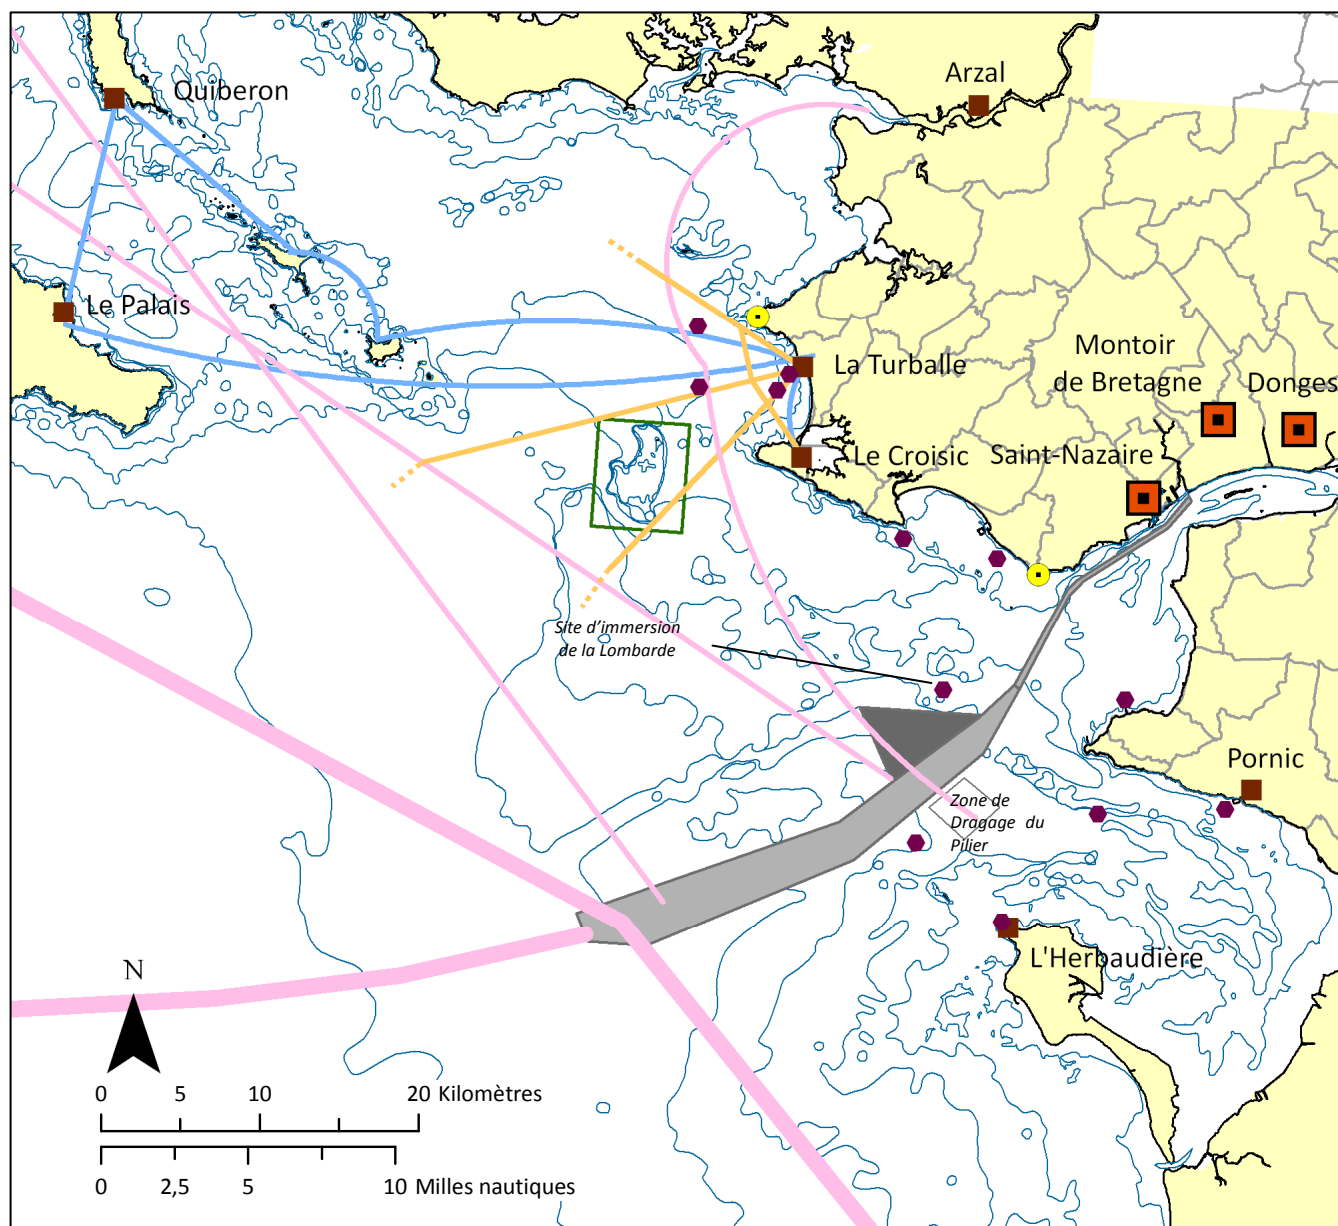 Quiberon
Arzal
Le Palais
La Turballe
Montoir
de Bretagne
Donges
Le Croisic
Saint-Nazaire
Site d’immersion
de la Lombarde
Pornic
Zone de
Dragage du
Pilier
L'Herbaudière
N
0 5 10 20 Kilomètres
0 2,5 5 10 Milles nautiques